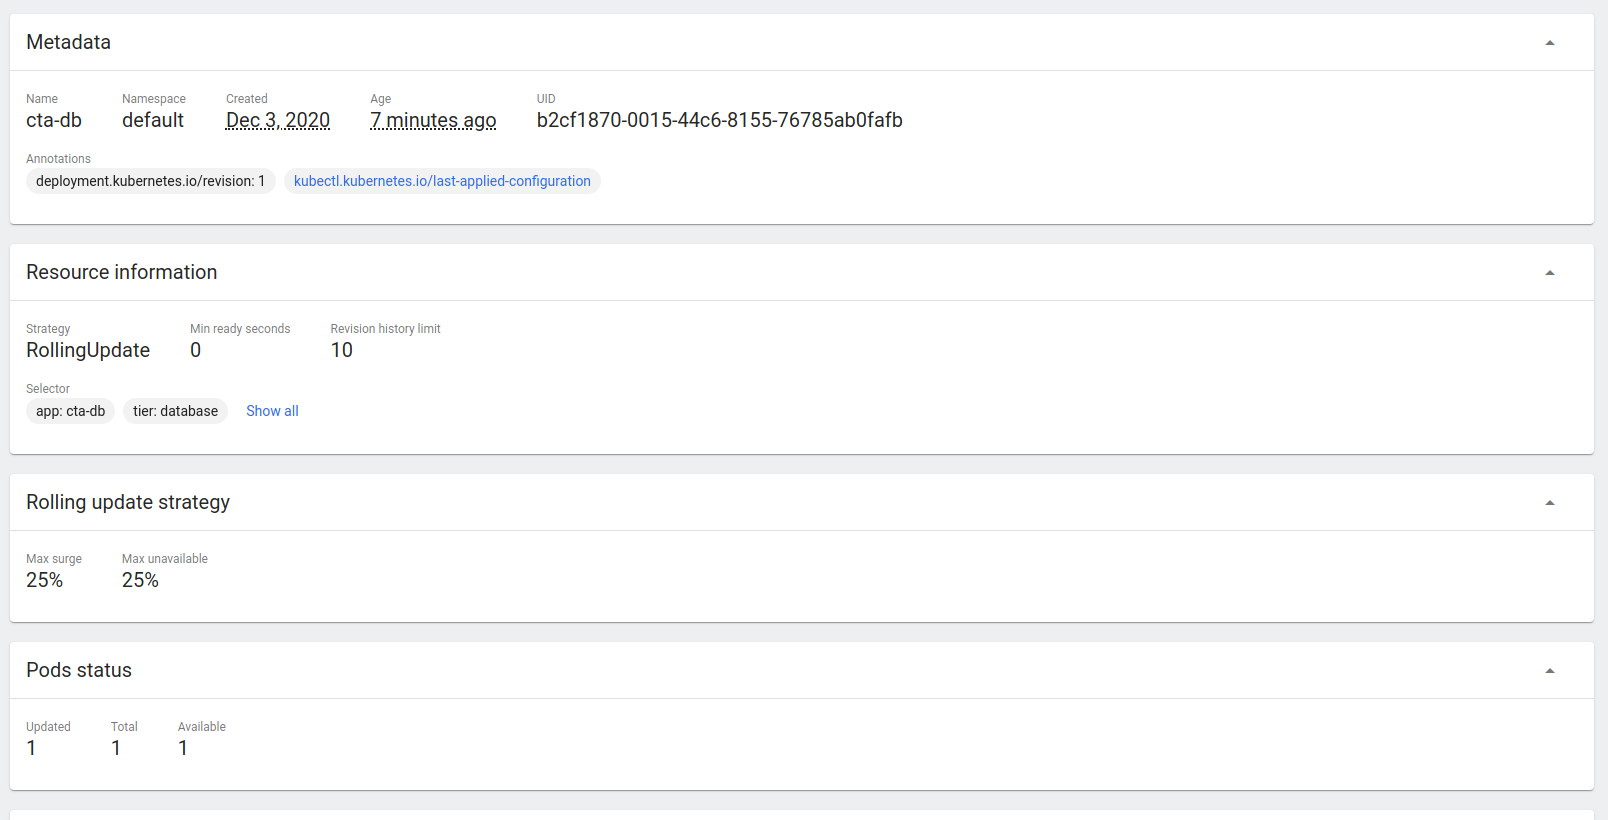 Metadata
Name Namespace Created Age UID
cta-db default Dec 3, 2020 7 minutes ago b2cf1870-0015-44c6-8155-76785ab0fafb
Annotations
deployment.kubernetes.io/revision: 1 kubectl.kubernetes.io/last-applied-configuration
Resource information
Strategy Min ready seconds Revision history limit
RollingUpdate 0 10
Selector
app: cta-db tier: database Show all
Rolling update strategy
Max surge Max unavailable
25% 25%
Pods status
Updated Total Available
1 1 1